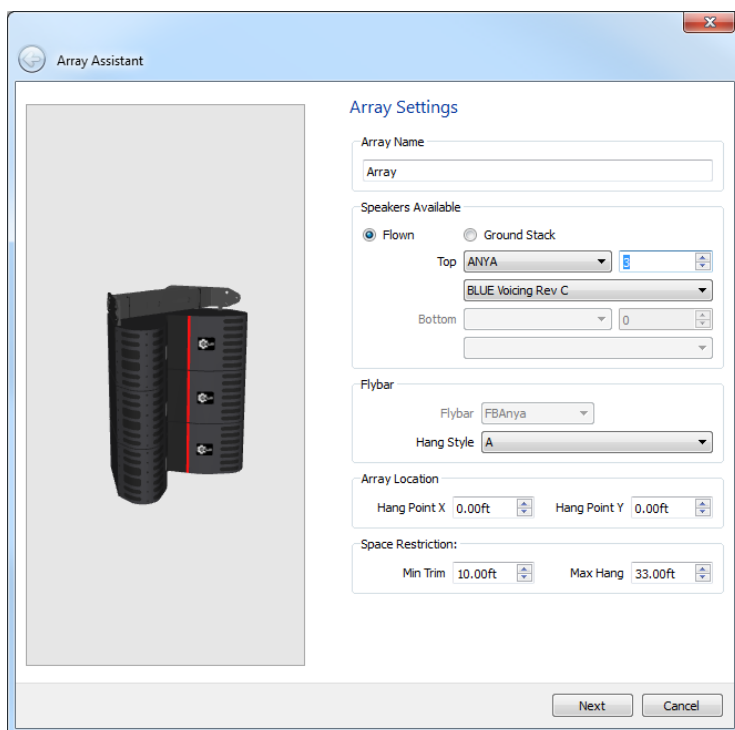 Array Assistant
Array Settings
Array Name
Array
Speakers Available
Flown Ground Stack
Top ANYA 3
BLUE Voicing Rev C
Bottom 0
Flybar
Flybar FBAnya
Hang Style A
Array Location
Hang Point X 0.00ft Hang Point Y 0.00ft
Space Restriction:
Min Trim 10.00ft Max Hang 33.00ft
Next Cancel